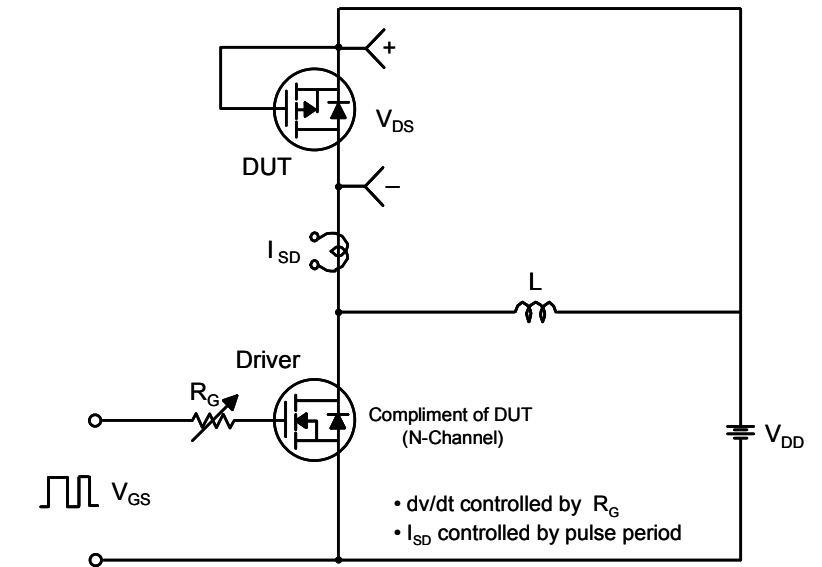 +
V_DS
DUT
–
I_SD
L
Driver
R_G
Compliment of DUT
(N-Channel)
V_DD
V_GS
• dv/dt controlled by R_G
• I_SD controlled by pulse period